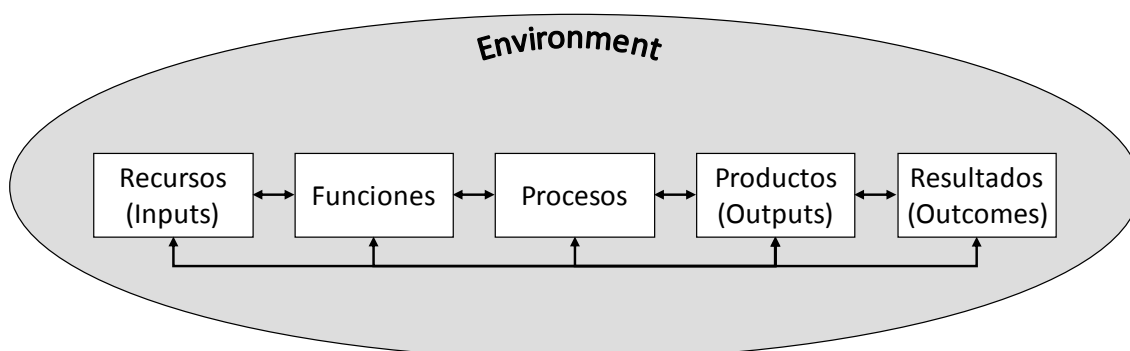 Environment
Recursos
(Inputs)
Funciones
Procesos
Productos
(Outputs)
Resultados
(Outcomes)